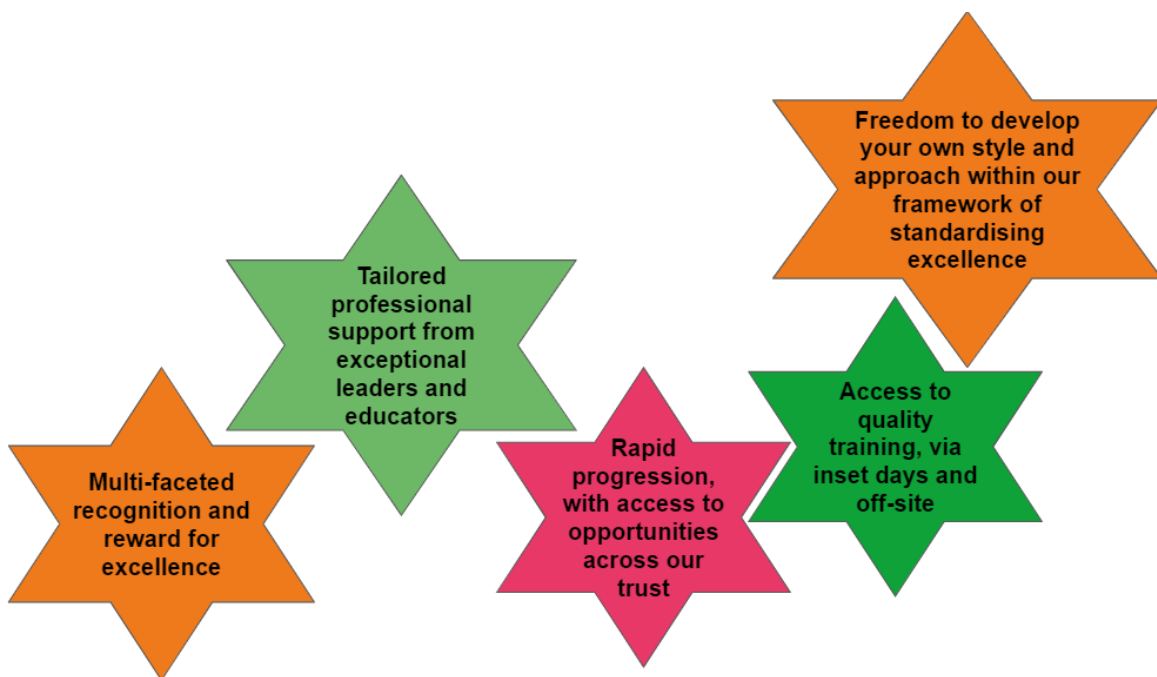 Multi-faceted
recognition and
reward for
excellence
Tailored
professional
support from
exceptional
leaders and
educators
Rapid
progression,
with access to
opportunities
across our
trust
Access to
quality
training, via
inset days and
off-site
Freedom to develop
your own style and
approach within our
framework of
standardising
excellence